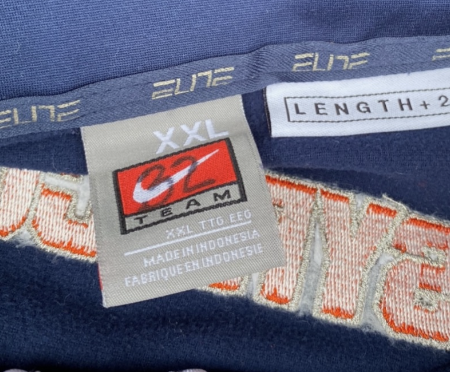 ELITE ELITE ELITE
LENGTH + 2
XXL
32
TEAM
XXL TTG EEG
MADE IN INDONESIA
FABRIQUE EN INDONESIE